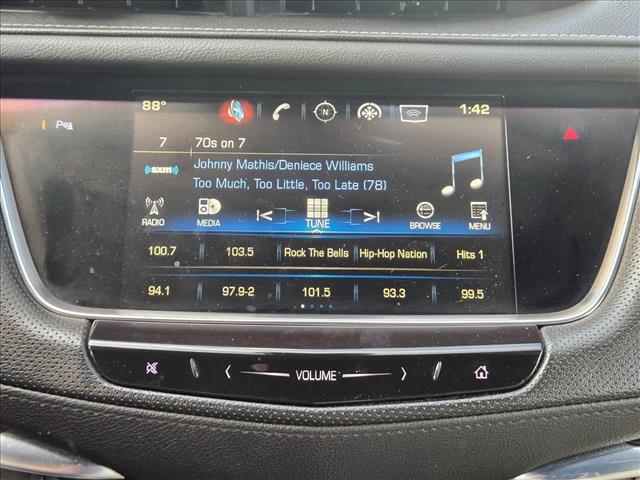 88°
N
1:42
P
7
70s on 7
((sxm))
Johnny Mathis/Deniece Williams
Too Much, Too Little, Too Late (78)
RADIO
MEDIA
TUNE
BROWSE
MENU
100.7
103.5
Rock The Bells
Hip-Hop Nation
Hits 1
94.1
97.9-2
101.5
93.3
99.5
VOLUME